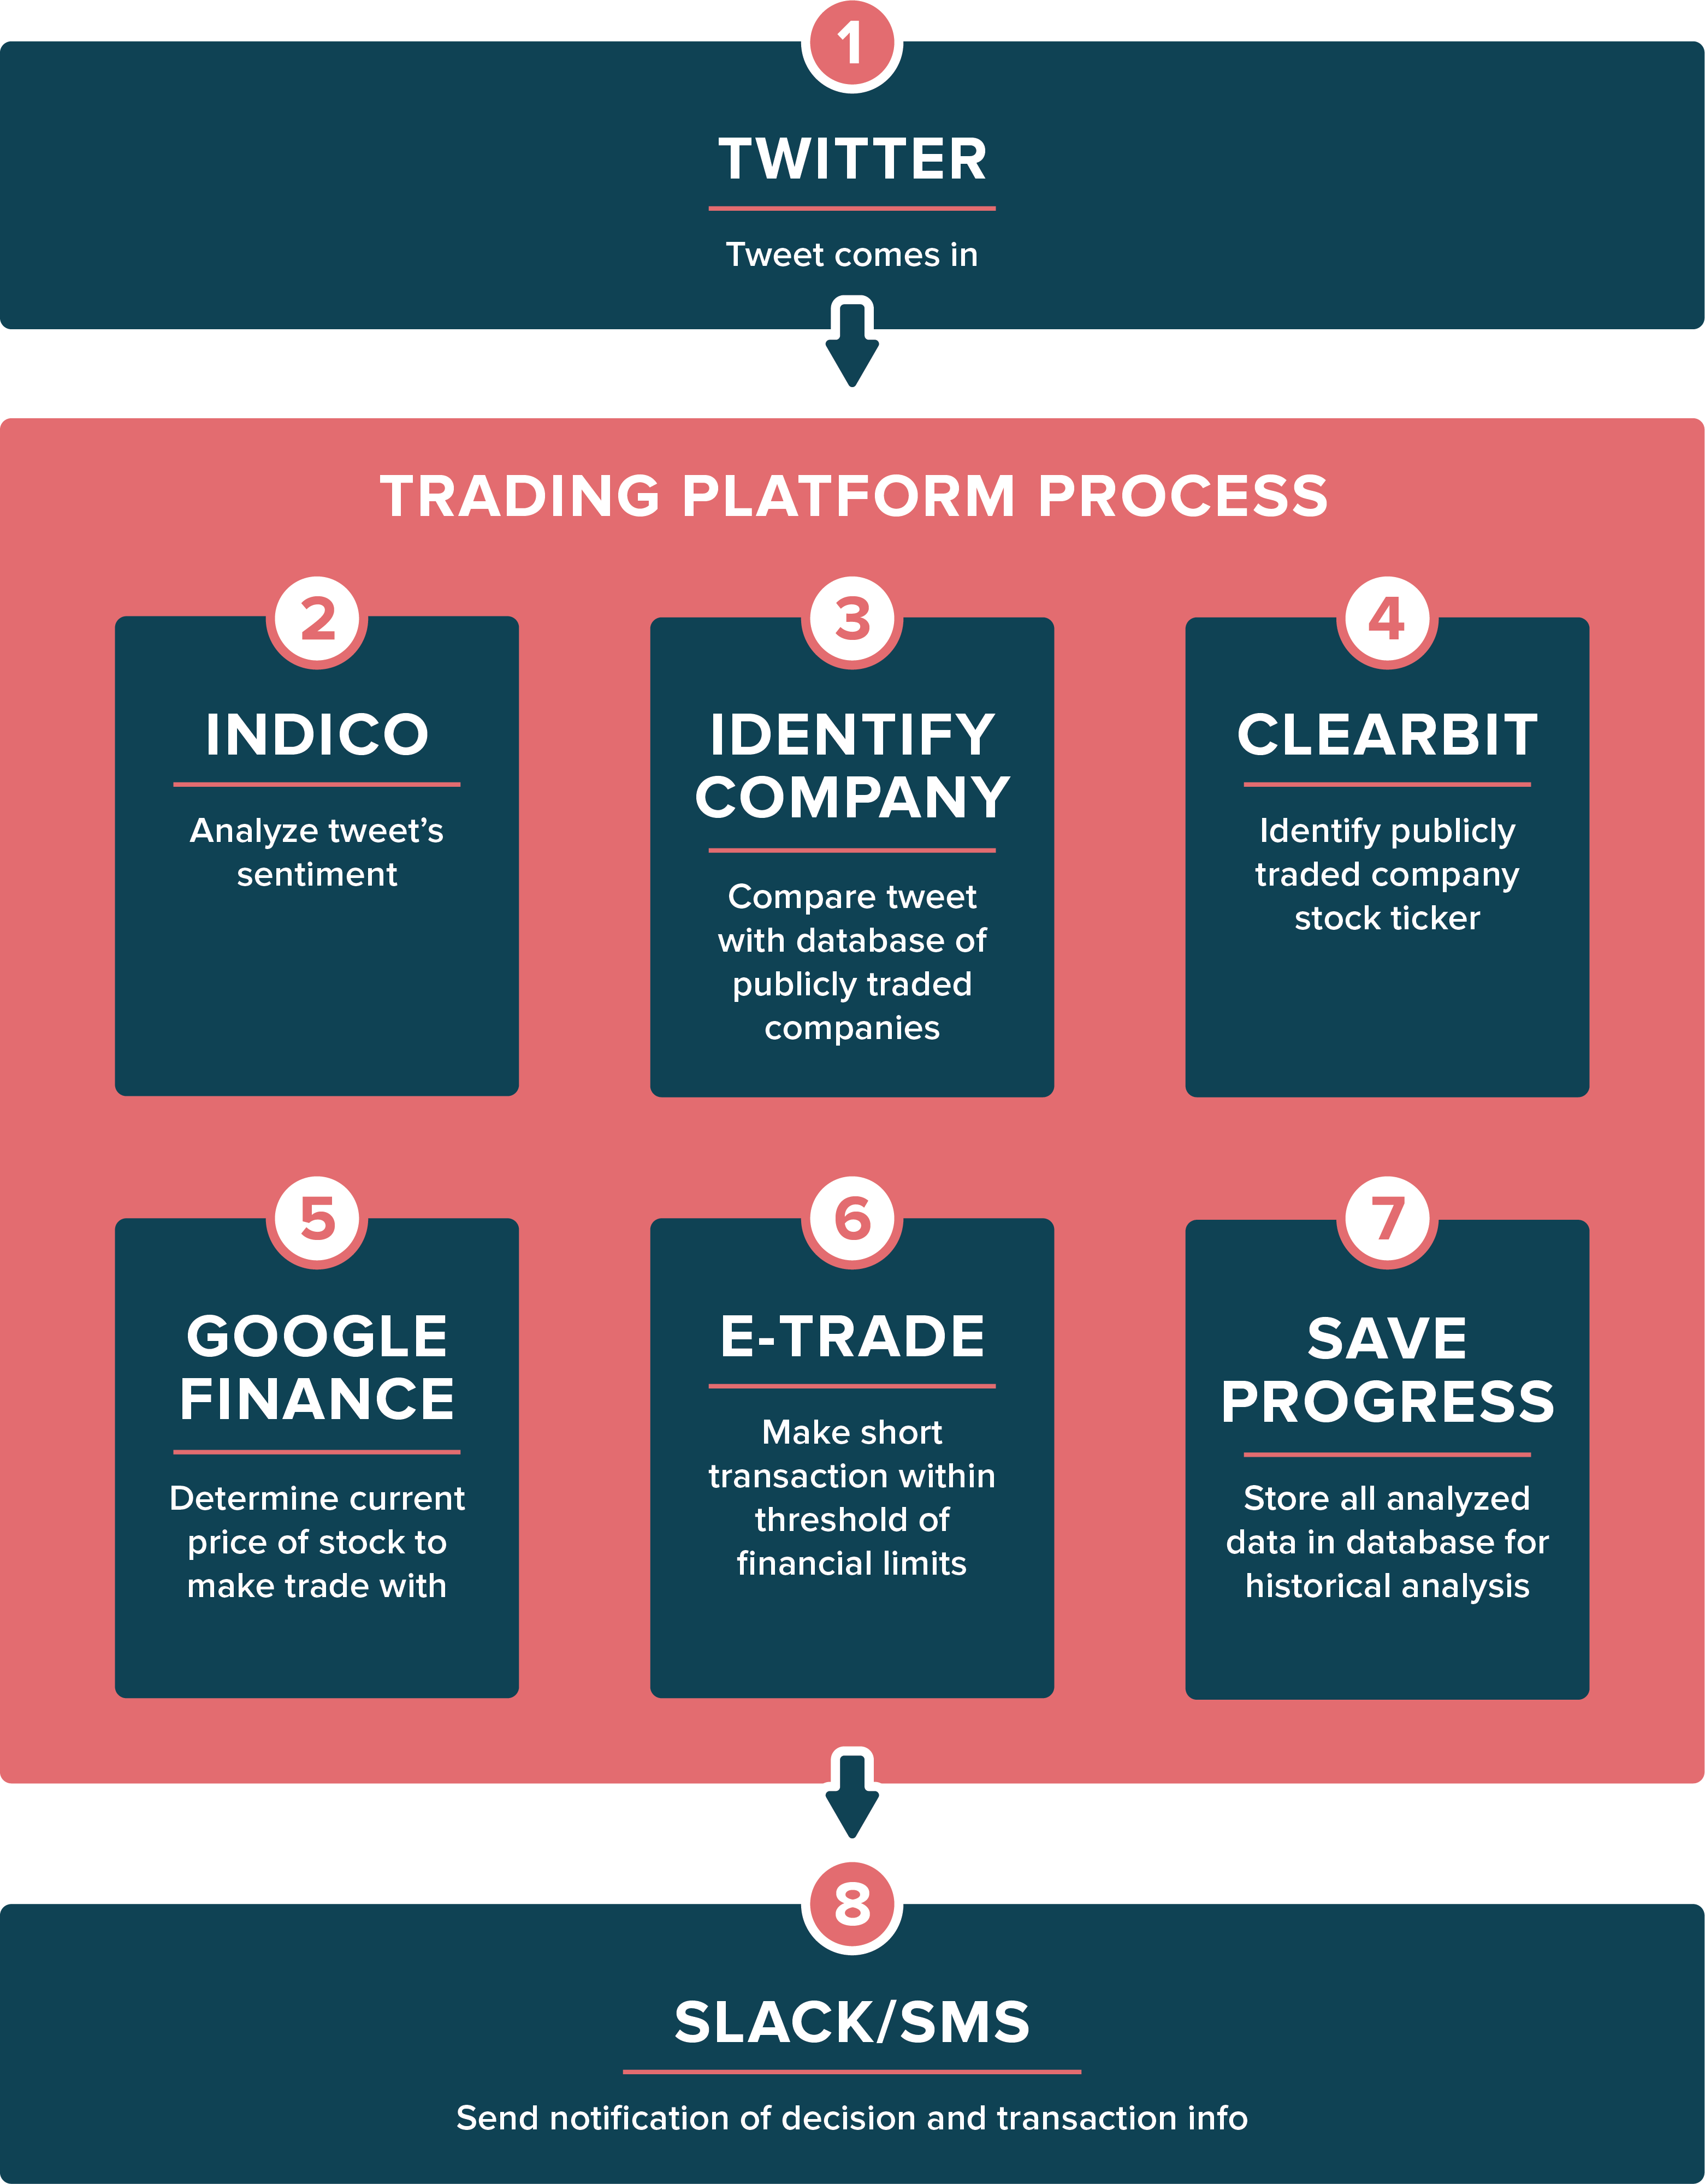 1
TWITTER
Tweet comes in
TRADING PLATFORM PROCESS
2
INDICO
Analyze tweet’s
sentiment
3
IDENTIFY
COMPANY
Compare tweet
with database of
publicly traded
companies
4
CLEARBIT
Identify publicly
traded company
stock ticker
5
GOOGLE
FINANCE
Determine current
price of stock to
make trade with
6
E-TRADE
Make short
transaction within
threshold of
financial limits
7
SAVE
PROGRESS
Store all analyzed
data in database for
historical analysis
8
SLACK/SMS
Send notification of decision and transaction info